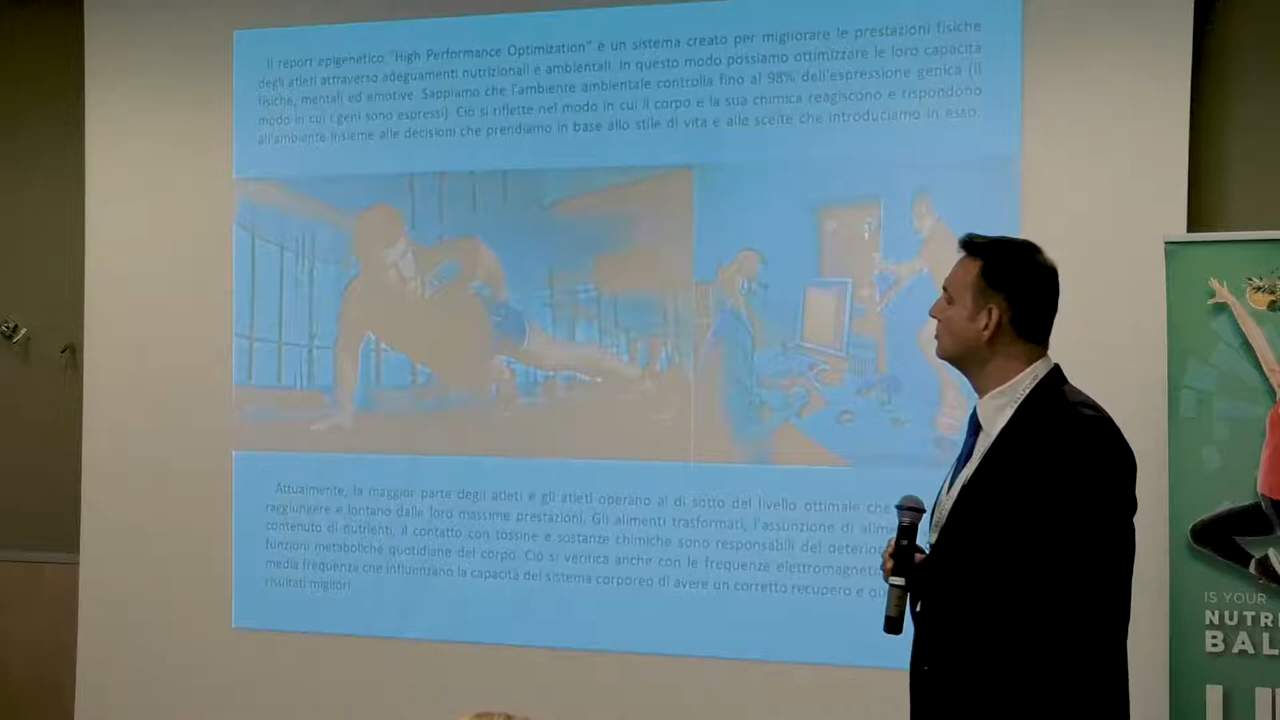 Il report epigenetico "High Performance Optimization" è un sistema creato per migliorare le prestazioni fisiche
degli atleti attraverso adeguamenti nutrizionali e ambientali. In questo modo possiamo ottimizzare le loro capacità
fisiche, mentali ed emotive. Sappiamo che l'ambiente ambientale controlla fino al 98% dell'espressione genica (il
modo in cui i geni sono espressi). Ciò si riflette nel modo in cui il corpo e la sua chimica reagiscono e rispondono
all'ambiente insieme alle decisioni che prendiamo in base allo stile di vita e alle scelte che introduciamo in esso.
Attualmente, la maggior parte degli atleti e gli atleti operano al di sotto del livello ottimale che
raggiungere e lontano dalle loro massime prestazioni. Gli alimenti trasformati, l'assunzione di alime
contenuto di nutrienti, il contatto con tossine e sostanze chimiche sono responsabili del deterio
funzioni metaboliche quotidiane del corpo. Ciò si verifica anche con le frequenze elettromagneti
media frequenza che influenzano la capacità del sistema corporeo di avere un corretto recupero e qu
risultati migliori
IS YOUR
NUTRI
BAL